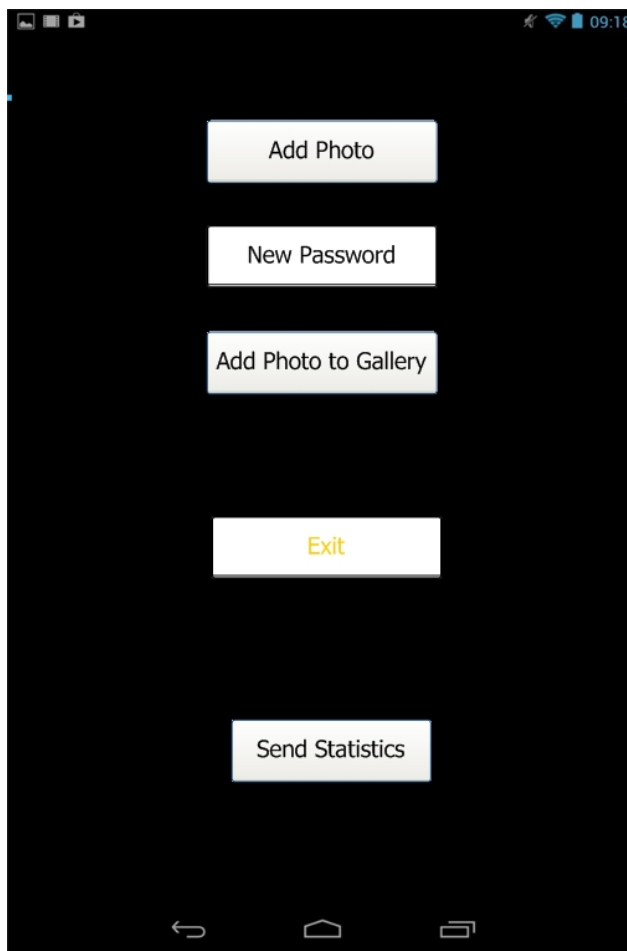 09:18
Add Photo
New Password
Add Photo to Gallery
Exit
Send Statistics